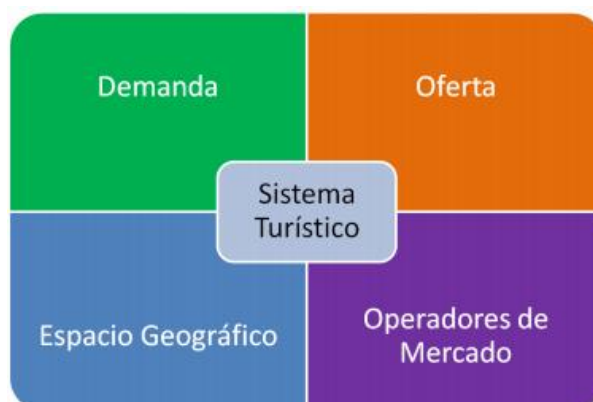 Demanda
Oferta
Sistema
Turístico
Espacio Geográfico
Operadores de
Mercado